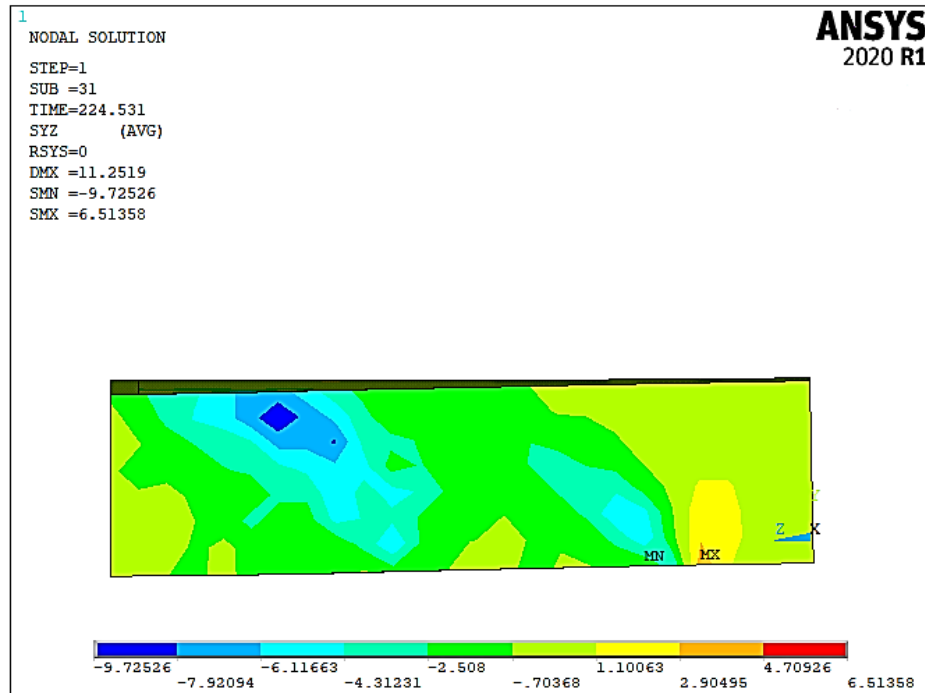 1
NODAL SOLUTION
STEP=1
SUB =31
TIME=224.531
SYZ (AVG)
RSYS=0
DMX =11.2519
SMN =-9.72526
SMX =6.51358
ANSYS
2020 R1
Y
Z X
MN MX
-9.72526 -6.11663 -2.508 1.10063 4.70926
-7.92094 -4.31231 -.70368 2.90495 6.51358